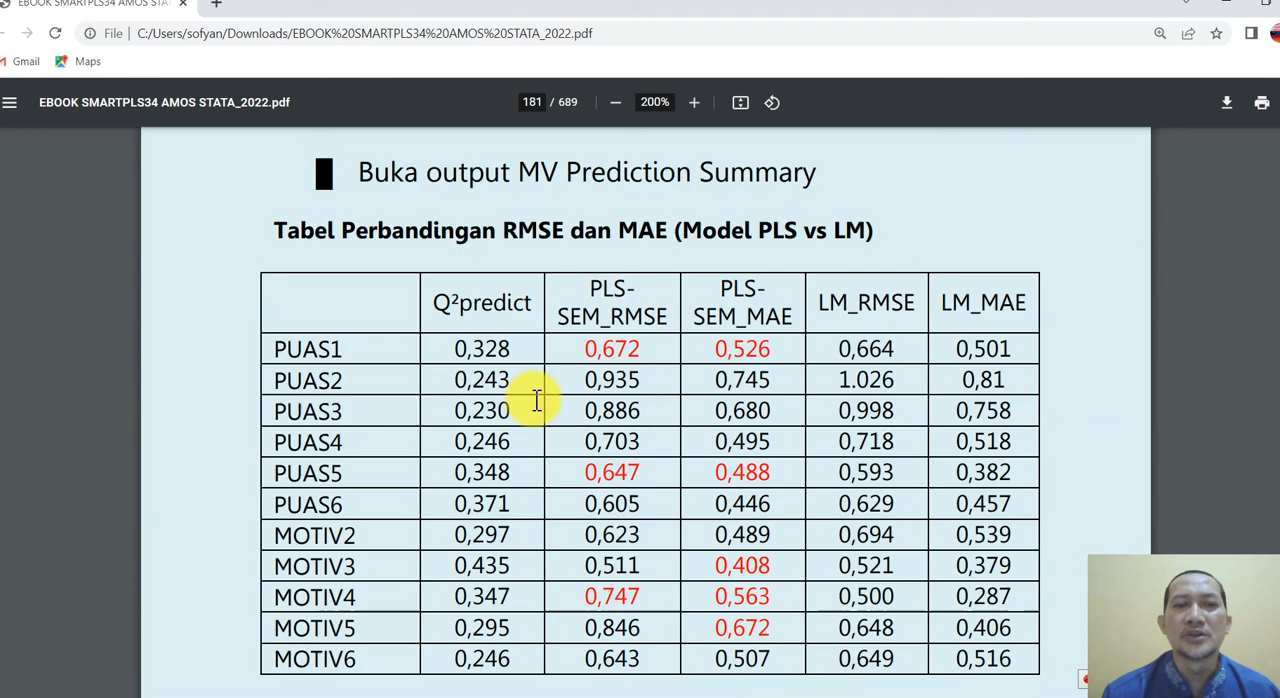 EBOOK SMARTPLS34 AMOS STA
File C:/Users/sofyan/Downloads/EBOOK%20SMARTPLS34%20AMOS%20STATA_2022.pdf
Gmail Maps
EBOOK SMARTPLS34 AMOS STATA_2022.pdf 181 / 689 200%
Buka output MV Prediction Summary
Tabel Perbandingan RMSE dan MAE (Model PLS vs LM)
Q²predict PLS-SEM_RMSE PLS-SEM_MAE LM_RMSE LM_MAE
PUAS1 0,328 0,672 0,526 0,664 0,501
PUAS2 0,243 0,935 0,745 1.026 0,81
PUAS3 0,230 0,886 0,680 0,998 0,758
PUAS4 0,246 0,703 0,495 0,718 0,518
PUAS5 0,348 0,647 0,488 0,593 0,382
PUAS6 0,371 0,605 0,446 0,629 0,457
MOTIV2 0,297 0,623 0,489 0,694 0,539
MOTIV3 0,435 0,511 0,408 0,521 0,379
MOTIV4 0,347 0,747 0,563 0,500 0,287
MOTIV5 0,295 0,846 0,672 0,648 0,406
MOTIV6 0,246 0,643 0,507 0,649 0,516